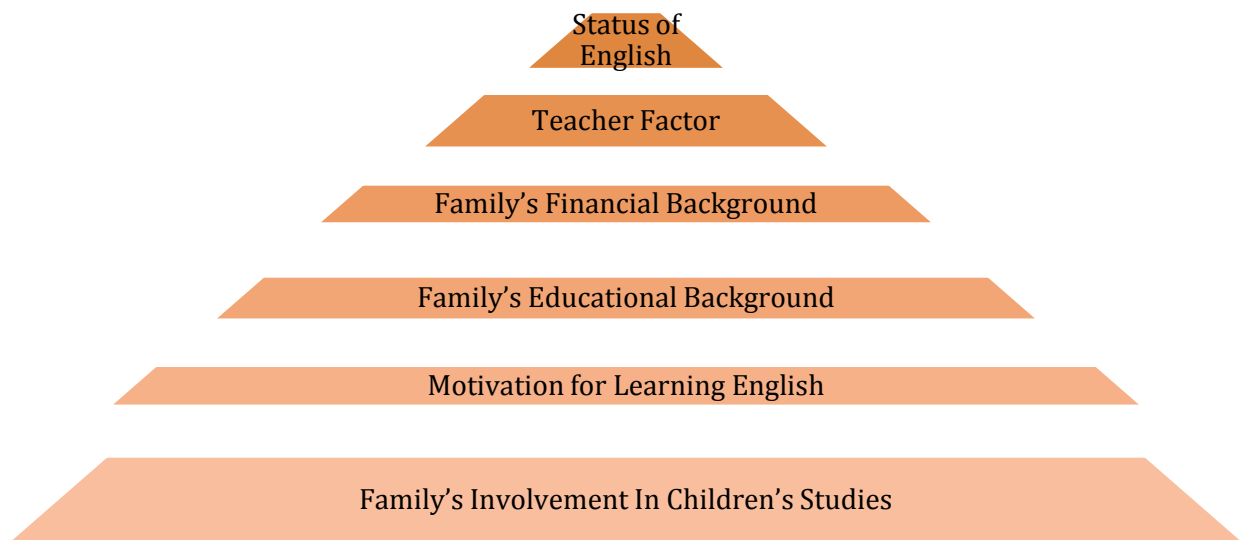 Status of
English
Teacher Factor
Family’s Financial Background
Family’s Educational Background
Motivation for Learning English
Family’s Involvement In Children’s Studies